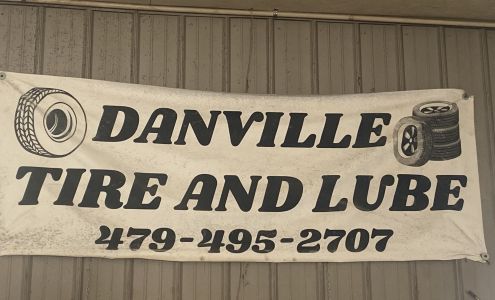 DANVILLE
TIRE AND LUBE
479-495-2707